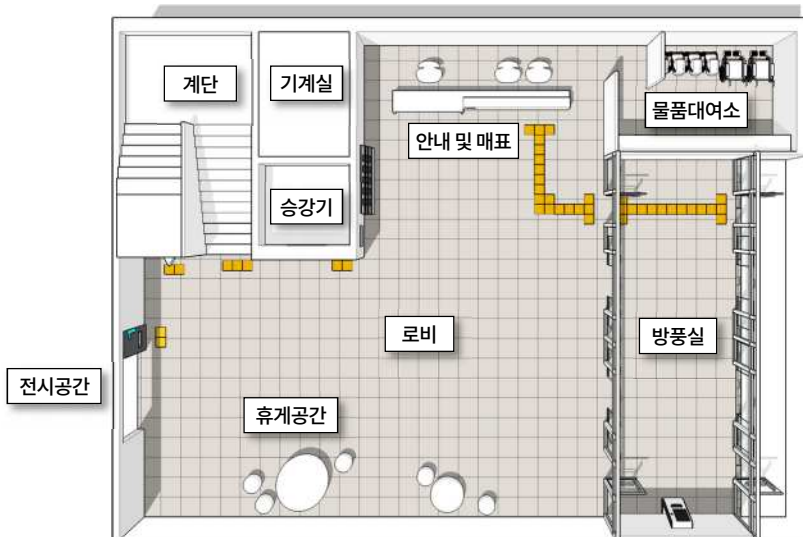 계단
기계실
물품대여소
안내 및 매표
승강기
로비
방풍실
전시공간
휴게공간